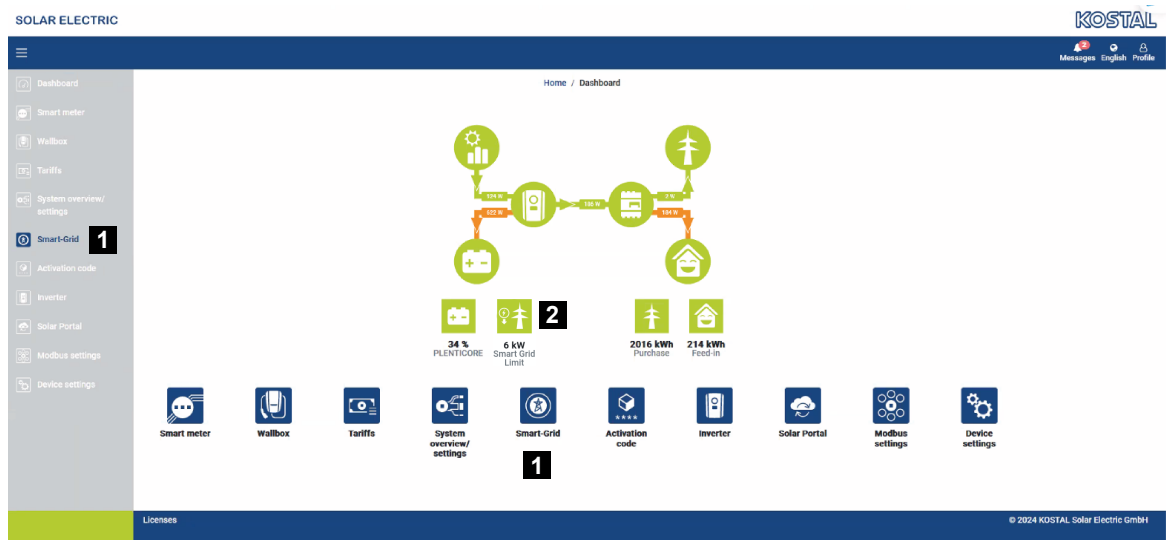 SOLAR ELECTRIC
KOSTAL
2
Messages English Profile
Home / Dashboard
Dashboard
Smart meter
Wallbox
Tariffs
System overview/
settings
Smart-Grid
1
Activation code
Inverter
Solar Portal
Modbus settings
Device settings
822 W
104 W
34 %
PLENTICORE
6 kW
Smart Grid
Limit
2
2016 kWh
Purchase
214 kWh
Feed-in
Smart meter
Wallbox
Tariffs
System
overview/
settings
Smart-Grid
Activation
code
Inverter
Solar Portal
Modbus
settings
Device
settings
1
Licenses
© 2024 KOSTAL Solar Electric GmbH